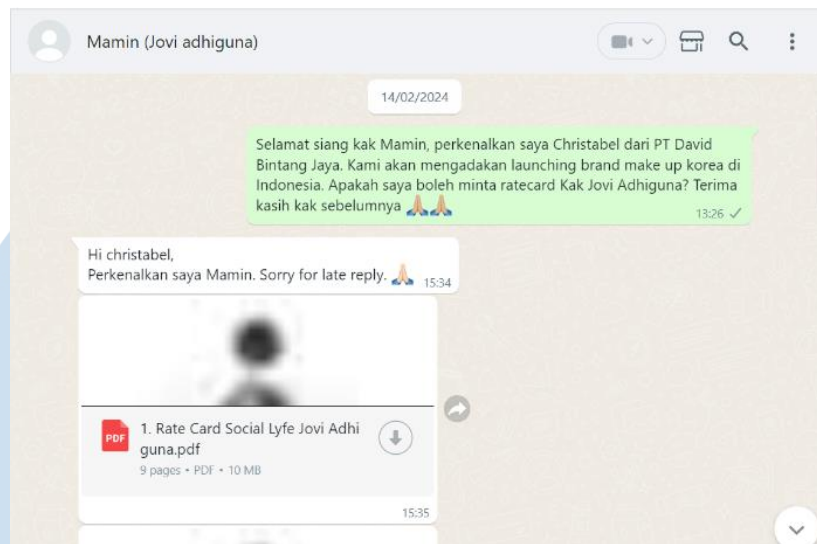 Mamin (Jovi adhiguna)
14/02/2024
Selamat siang kak Mamin, perkenalkan saya Christabel dari PT David
Bintang Jaya. Kami akan mengadakan launching brand make up korea di
Indonesia. Apakah saya boleh minta ratecard Kak Jovi Adhiguna? Terima
kasih kak sebelumnya 🙏🏼🙏🏼
13:26
Hi christabel,
Perkenalkan saya Mamin. Sorry for late reply. 🙏🏻
15:34
PDF
1. Rate Card Social Lyfe Jovi Adhi
guna.pdf
9 pages • PDF • 10 MB
15:35